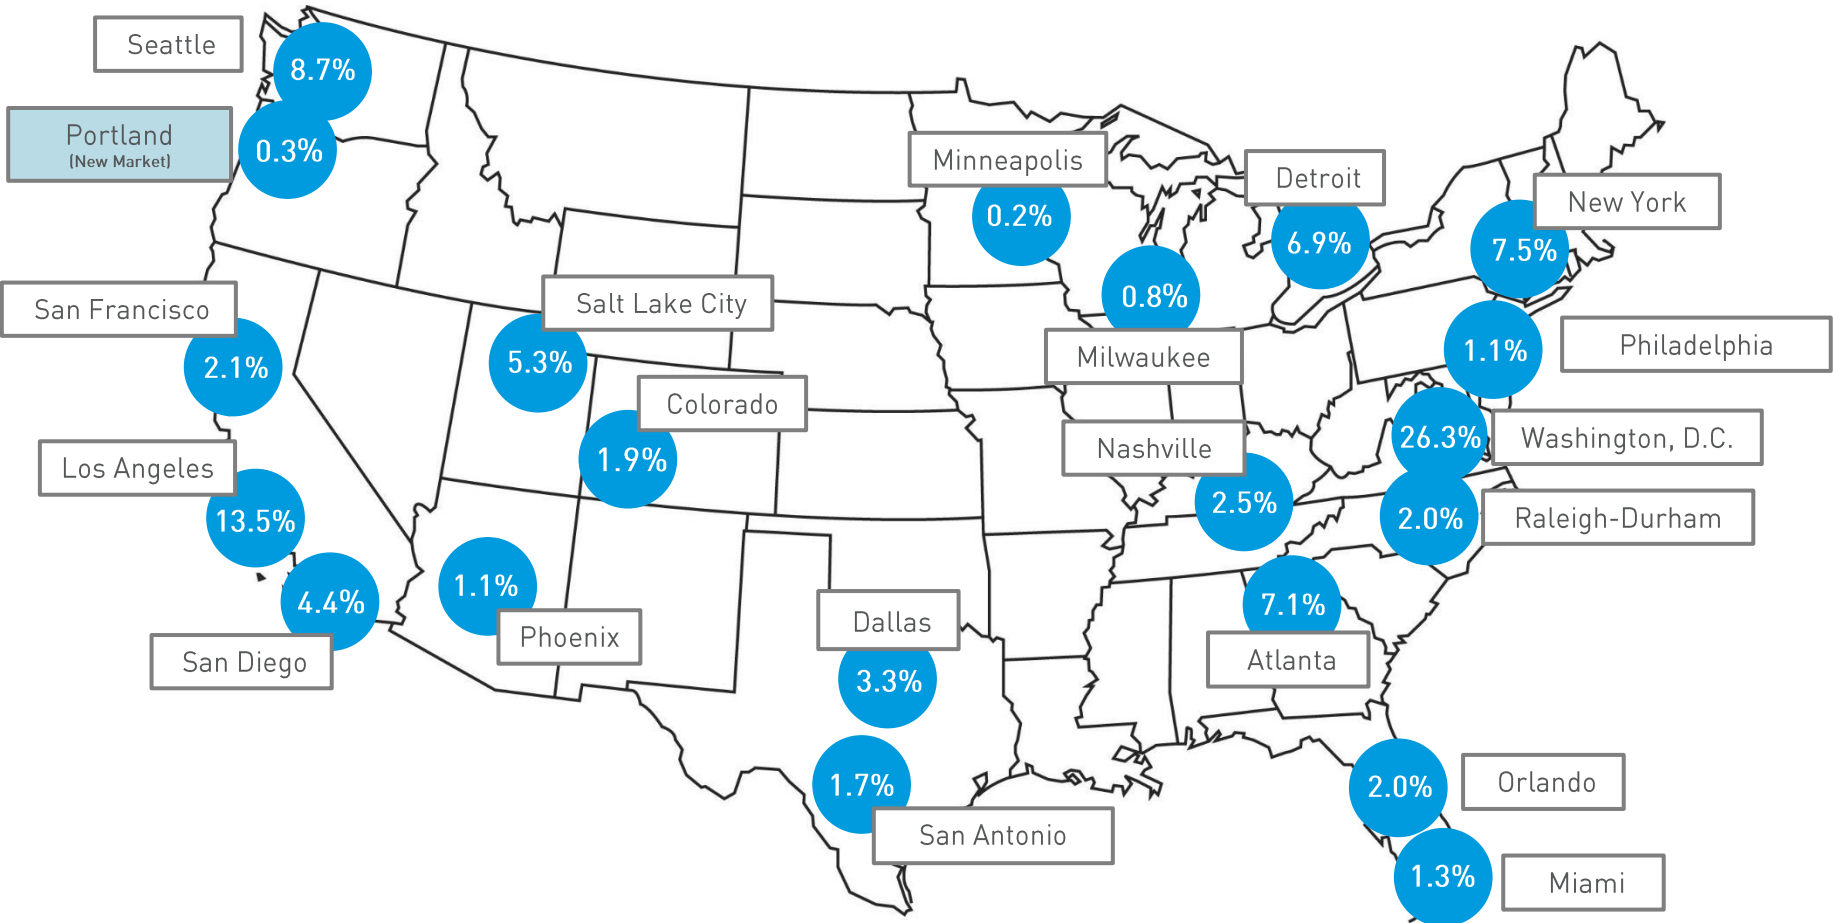 Seattle
8.7%
Portland
(New Market)
0.3%
Minneapolis
0.2%
Detroit
6.9%
New York
7.5%
San Francisco
2.1%
Salt Lake City
5.3%
0.8%
Milwaukee
1.1%
Philadelphia
Colorado
1.9%
Nashville
2.5%
26.3%
Washington, D.C.
Los Angeles
13.5%
2.0%
Raleigh-Durham
4.4%
San Diego
1.1%
Phoenix
Dallas
3.3%
7.1%
Atlanta
1.7%
San Antonio
2.0%
Orlando
1.3%
Miami